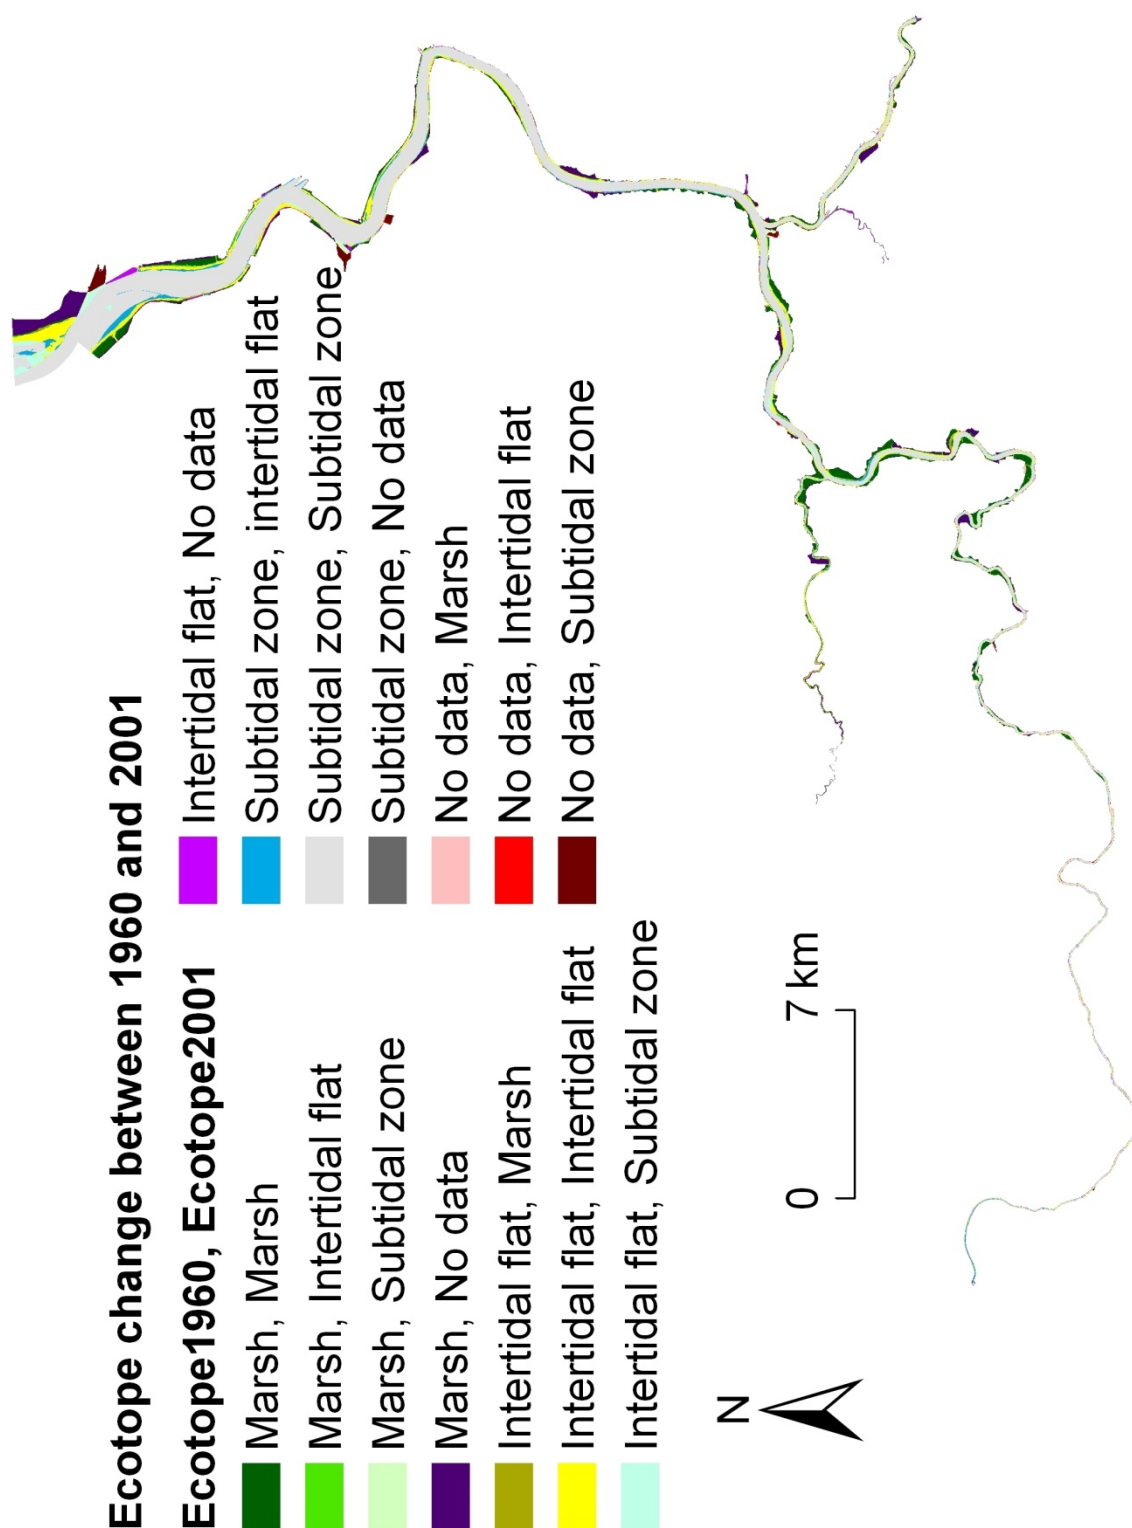 Ecotope change between 1960 and 2001
Ecotope1960, Ecotope2001
Marsh, Marsh
Marsh, Intertidal flat
Marsh, Subtidal zone
Marsh, No data
Intertidal flat, Marsh
Intertidal flat, Intertidal flat
Intertidal flat, Subtidal zone
Intertidal flat, No data
Subtidal zone, intertidal flat
Subtidal zone, Subtidal zone
Subtidal zone, No data
No data, Marsh
No data, Intertidal flat
No data, Subtidal zone
N
0 7 km